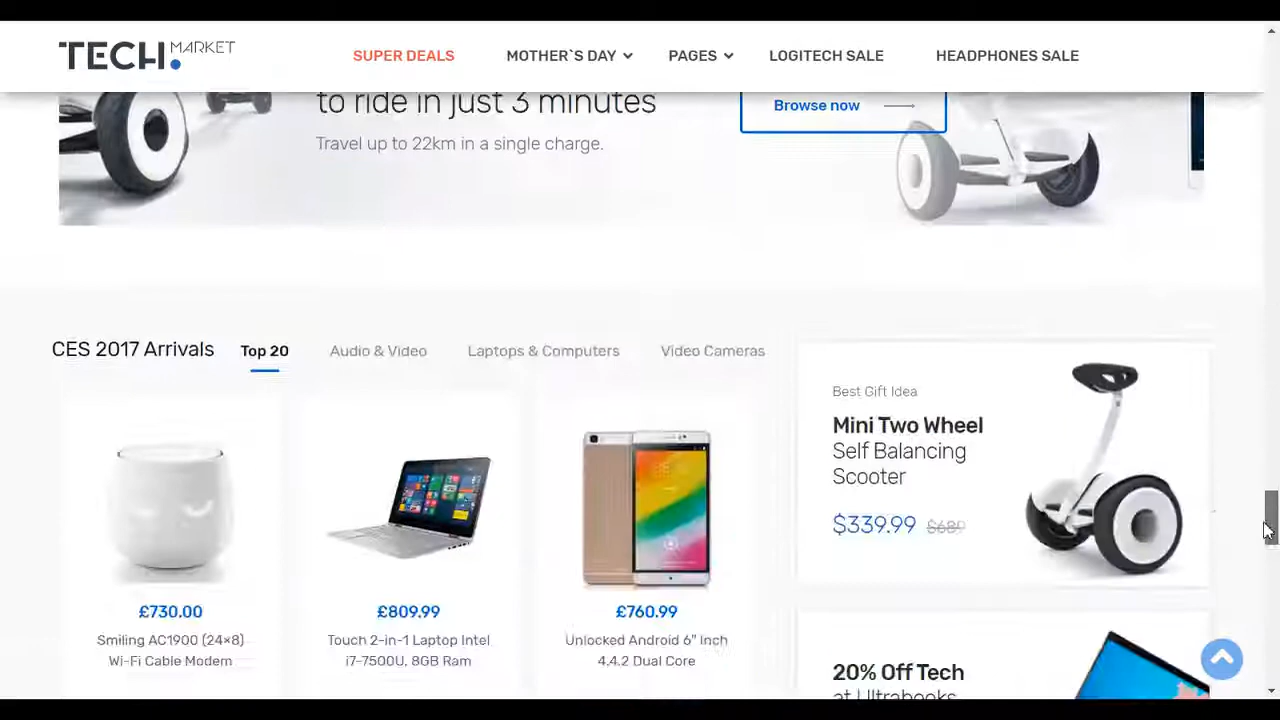 TECH MARKET
SUPER DEALS
MOTHER`S DAY
PAGES
LOGITECH SALE
HEADPHONES SALE
to ride in just 3 minutes
Travel up to 22km in a single charge.
Browse now
CES 2017 Arrivals
Top 20
Audio & Video
Laptops & Computers
Video Cameras
Best Gift Idea
Mini Two Wheel
Self Balancing
Scooter
$339.99 $689
£730.00
Smiling AC1900 (24×8)
Wi-Fi Cable Modem
£809.99
Touch 2-in-1 Laptop Intel
i7-7500U, 8GB Ram
£760.99
Unlocked Android 6″ Inch
4.4.2 Dual Core
20% Off Tech
at Ultrabooks